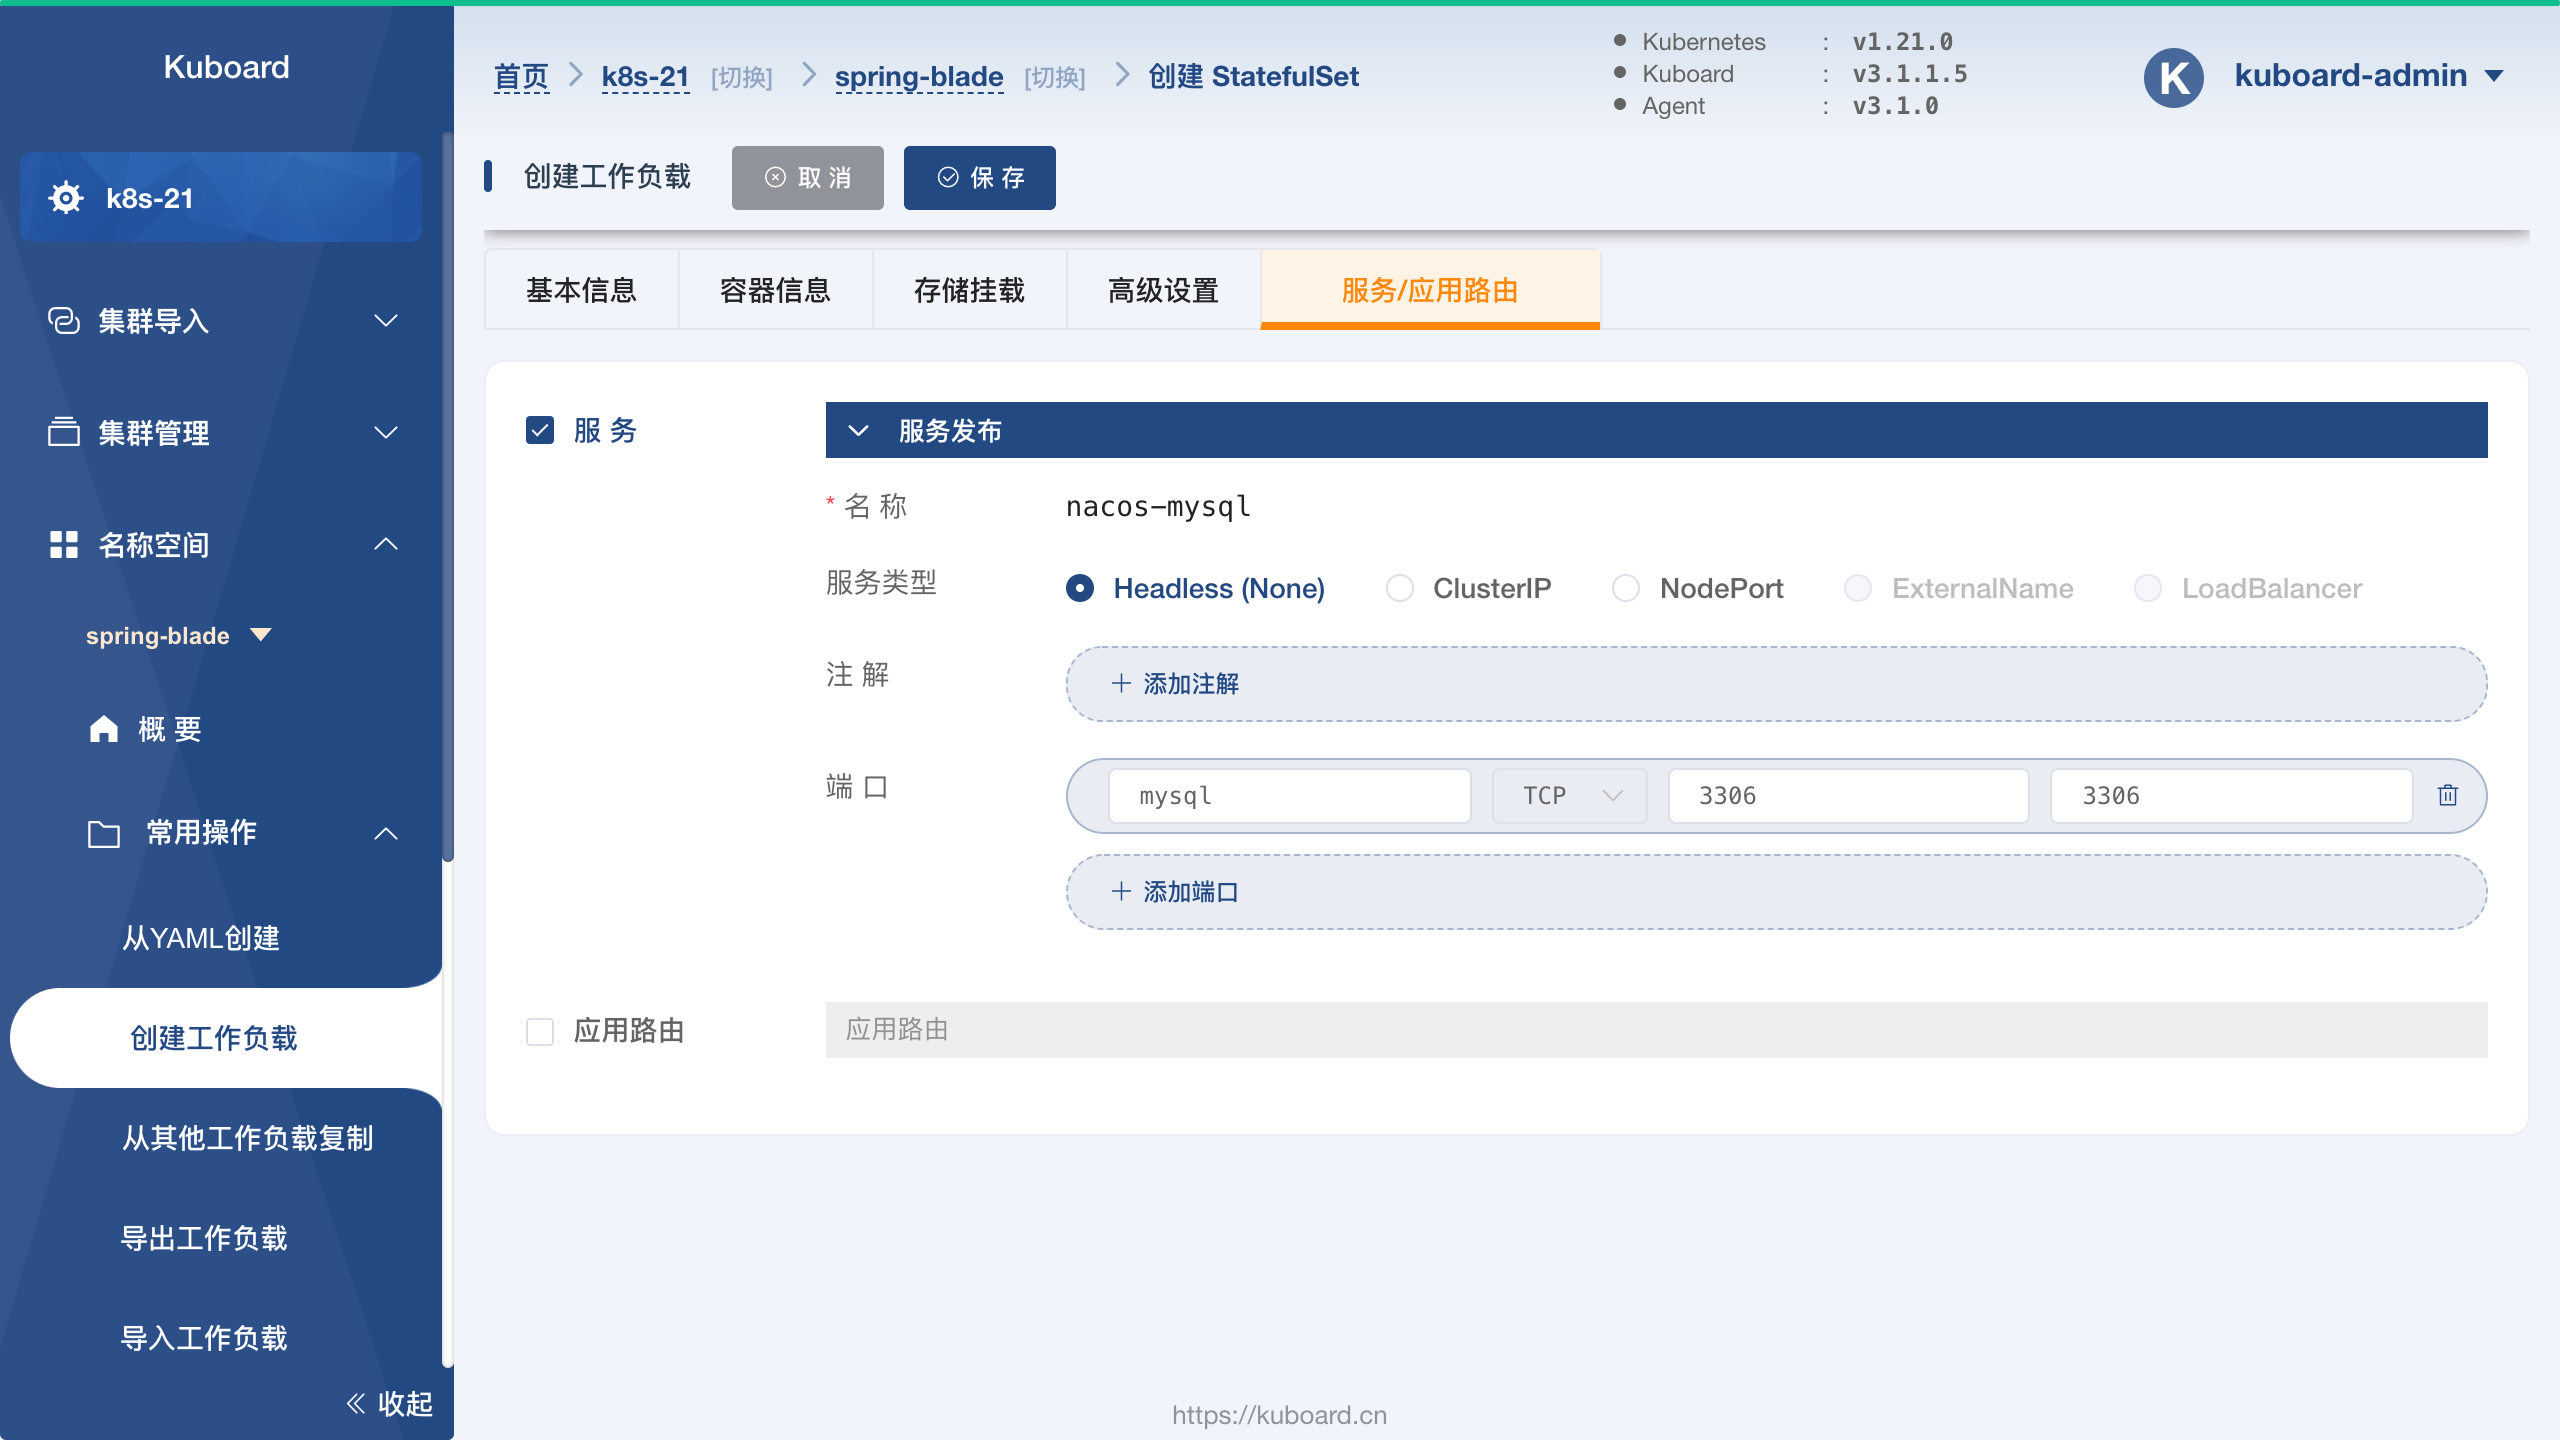 Kuboard
k8s-21
集群导入
集群管理
名称空间
spring-blade
概 要
常用操作
从YAML创建
创建工作负载
从其他工作负载复制
导出工作负载
导入工作负载
收起
首页 k8s-21 [切换] spring-blade [切换] 创建 StatefulSet
Kubernetes : v1.21.0
Kuboard : v3.1.1.5
Agent : v3.1.0
K kuboard-admin
创建工作负载 取 消 保 存
基本信息 容器信息 存储挂载 高级设置 服务/应用路由
服 务 服务发布
* 名 称 nacos-mysql
服务类型 Headless (None) ClusterIP NodePort ExternalName LoadBalancer
注 解 + 添加注解
端 口 mysql TCP 3306 3306
+ 添加端口
应用路由 应用路由
https://kuboard.cn